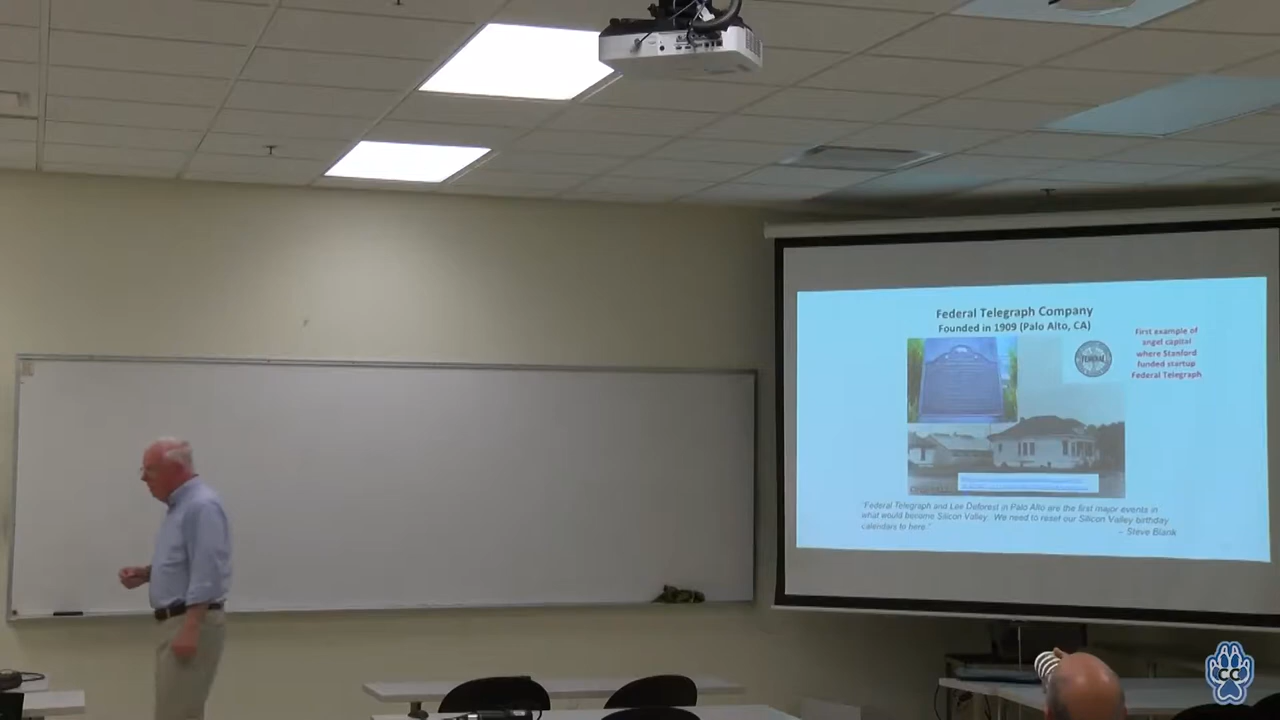 Federal Telegraph Company
Founded in 1909 (Palo Alto, CA)
First example of
angel capital
where Stanford
funded startup
Federal Telegraph
FEDERAL
"Federal Telegraph and Lee Deforest in Palo Alto are the first major events in
what would become Silicon Valley. We need to reset our Silicon Valley birthday
calendars to here."
– Steve Blank
CC